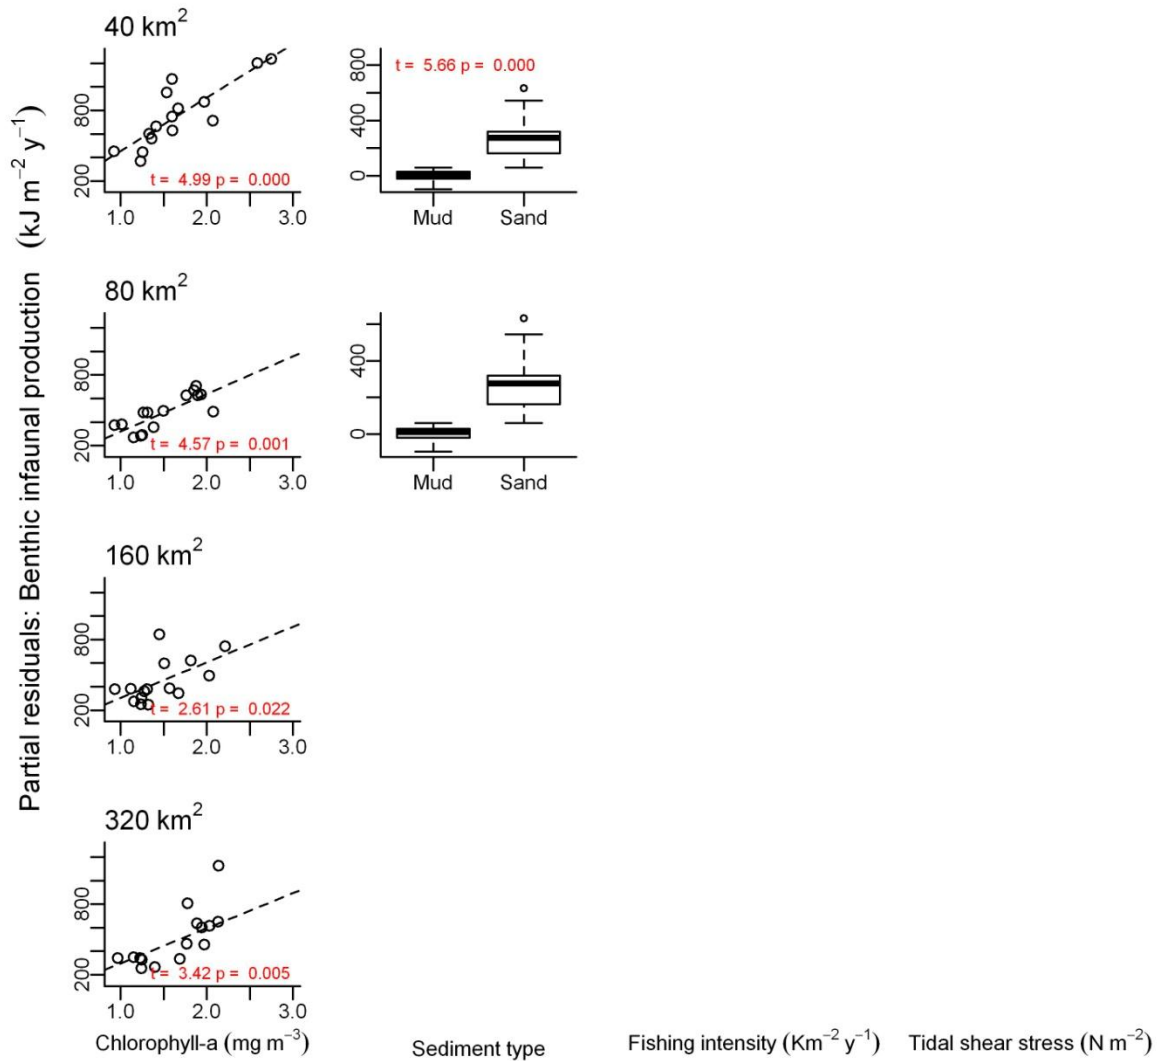 Partial residuals: Benthic infaunal production (kJ m⁻² y⁻¹)
40 km²
200 800
t = 4.99 p = 0.000
1.0 2.0 3.0
0 400 800
t = 5.66 p = 0.000
Mud Sand
80 km²
200 800
t = 4.57 p = 0.001
1.0 2.0 3.0
0 400
Mud Sand
160 km²
200 800
t = 2.61 p = 0.022
1.0 2.0 3.0
320 km²
200 800
t = 3.42 p = 0.005
1.0 2.0 3.0
Chlorophyll-a (mg m⁻³)
Sediment type
Fishing intensity (Km⁻² y⁻¹)
Tidal shear stress (N m⁻²)